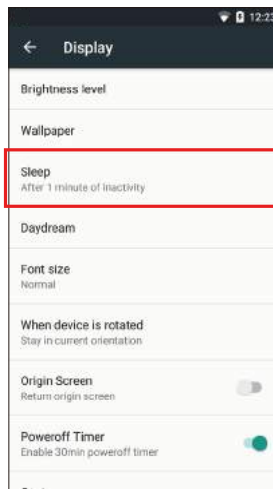 12:23
Display
Brightness level
Wallpaper
Sleep
After 1 minute of inactivity
Daydream
Font size
Normal
When device is rotated
Stay in current orientation
Origin Screen
Return origin screen
Poweroff Timer
Enable 30min poweroff timer